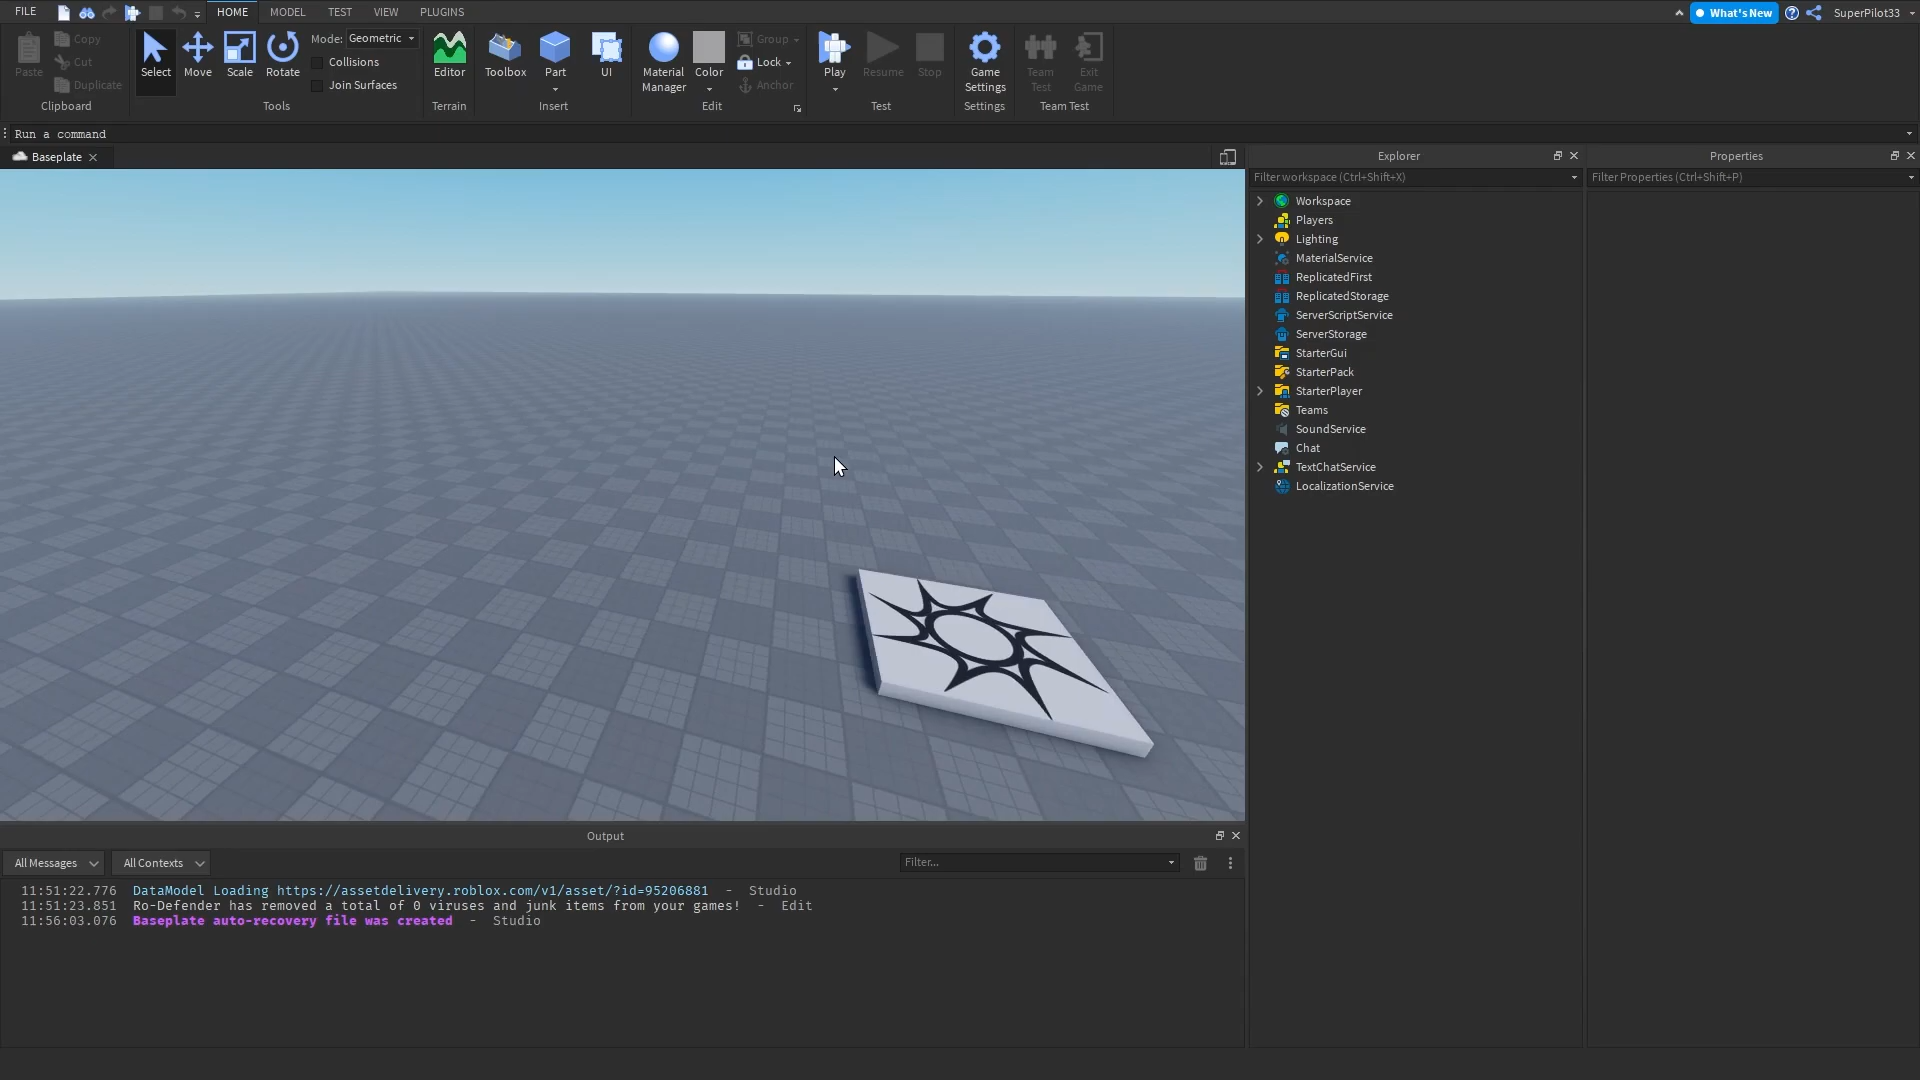 FILE HOME MODEL TEST VIEW PLUGINS What's New SuperPilot33
Copy
Cut
Duplicate
Paste
Clipboard
Select Move Scale Rotate
Mode: Geometric
Collisions
Join Surfaces
Tools
Editor
Terrain
Toolbox Part UI
Insert
Material Manager
Color
Group
Lock
Anchor
Edit
Play Resume Stop
Test
Game Settings
Settings
Team Test
Exit Game
Team Test
Run a command
Baseplate
Explorer
Filter workspace (Ctrl+Shift+X)
Workspace
Players
Lighting
MaterialService
ReplicatedFirst
ReplicatedStorage
ServerScriptService
ServerStorage
StarterGui
StarterPack
StarterPlayer
Teams
SoundService
Chat
TextChatService
LocalizationService
Properties
Filter Properties (Ctrl+Shift+P)
Output
All Messages All Contexts Filter...
11:51:22.776 DataModel Loading https://assetdelivery.roblox.com/v1/asset/?id=95206881 - Studio
11:51:23.851 Ro-Defender has removed a total of 0 viruses and junk items from your games! - Edit
11:56:03.076 Baseplate auto-recovery file was created - Studio